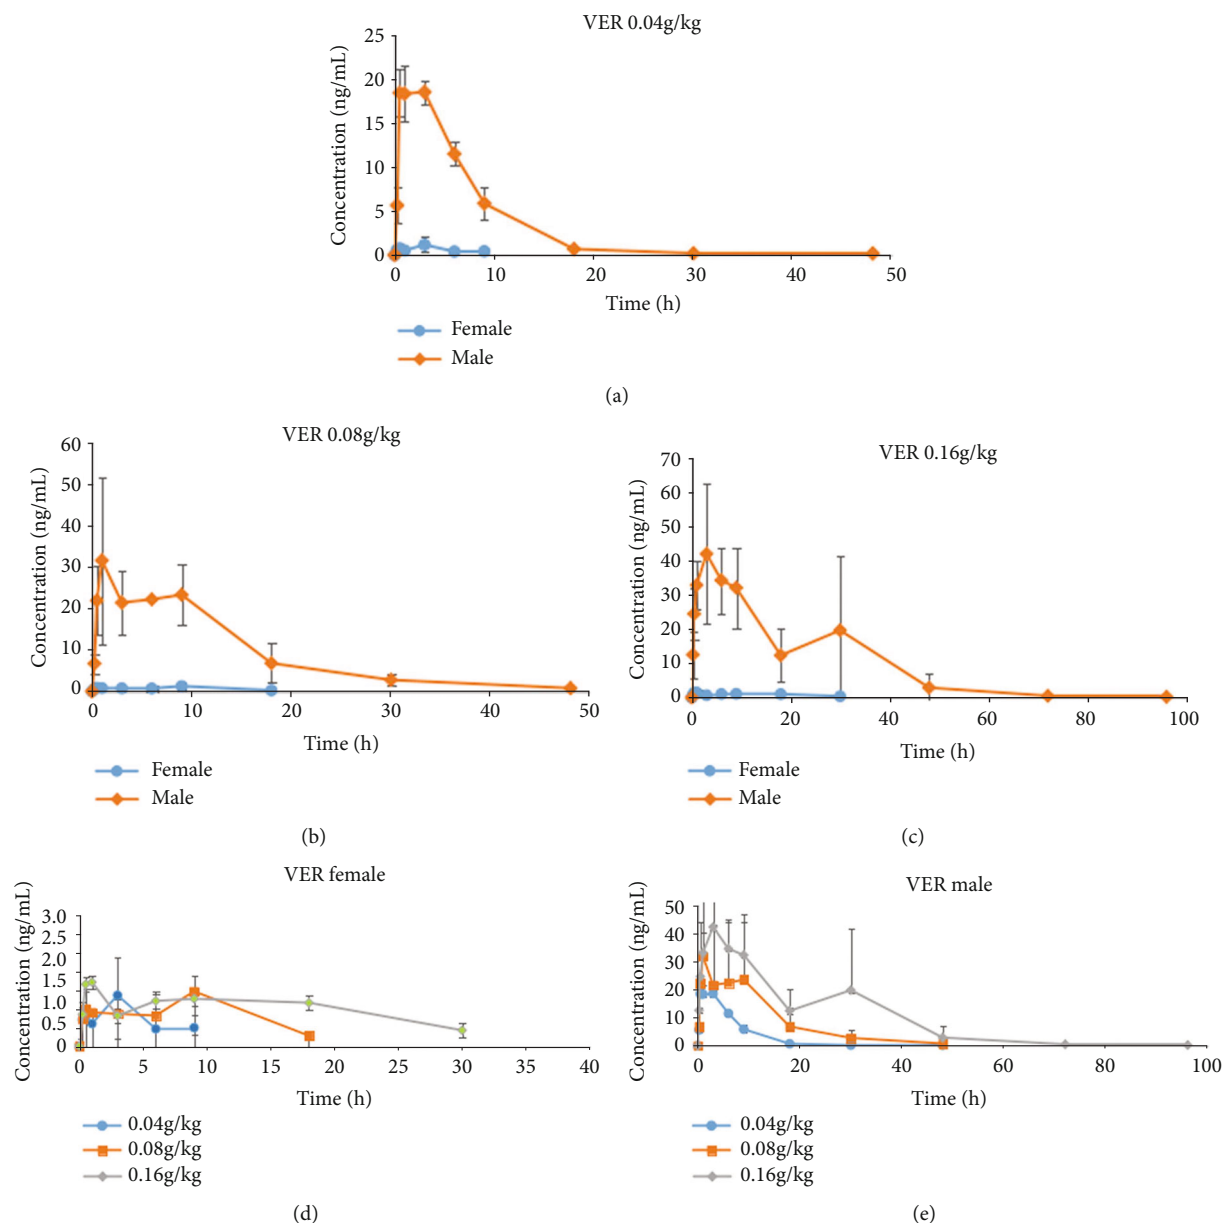 VER 0.04g/kg
Concentration (ng/mL)
25
20
15
10
5
0
0 10 20 30 40 50
Time (h)
Female
Male
(a)
VER 0.08g/kg
Concentration (ng/mL)
60
50
40
30
20
10
0
0 10 20 30 40 50
Time (h)
Female
Male
(b)
VER 0.16g/kg
Concentration (ng/mL)
70
60
50
40
30
20
10
0
0 20 40 60 80 100
Time (h)
Female
Male
(c)
VER female
Concentration (ng/mL)
3.0
2.0
2.0
1.5
1.0
0.5
0
0 5 10 15 20 25 30 35 40
Time (h)
0.04g/kg
0.08g/kg
0.16g/kg
(d)
VER male
Concentration (ng/mL)
50
40
30
20
10
0
0 20 40 60 80 100
Time (h)
0.04g/kg
0.08g/kg
0.16g/kg
(e)